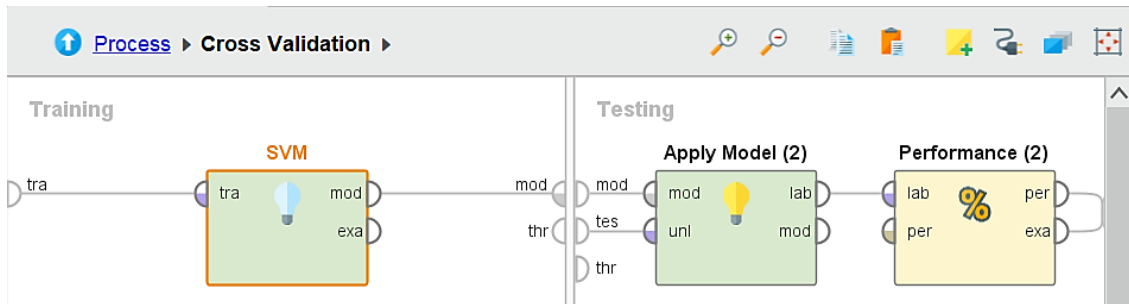 Process Cross Validation
Training
Testing
SVM
Apply Model (2)
Performance (2)
tra
tra
mod
exa
mod
thr
mod
tes
thr
mod
unl
lab
mod
lab
per
%
per
exa